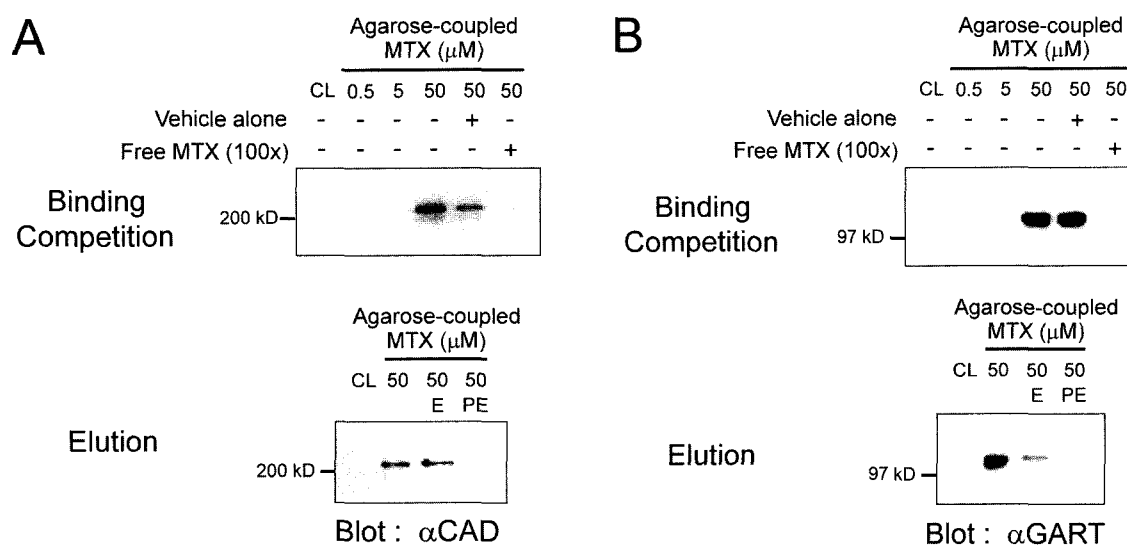 A
Agarose-coupled
MTX (μM)
CL 0.5 5 50 50 50
Vehicle alone - - - - + -
Free MTX (100x) - - - - - +
Binding
Competition
200 kD
Agarose-coupled
MTX (μM)
CL 50 50 50
E PE
Elution
200 kD
Blot : αCAD
B
Agarose-coupled
MTX (μM)
CL 0.5 5 50 50 50
Vehicle alone - - - - + -
Free MTX (100x) - - - - - +
Binding
Competition
97 kD
Agarose-coupled
MTX (μM)
CL 50 50 50
E PE
Elution
97 kD
Blot : αGART